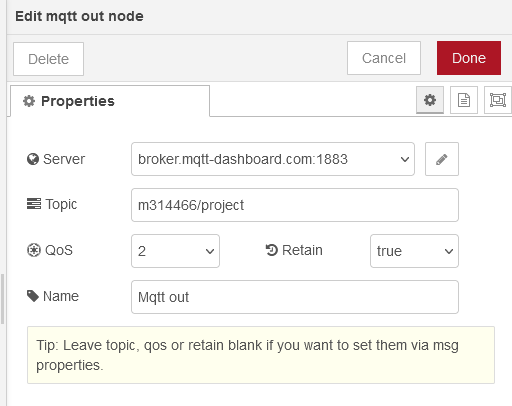 Edit mqtt out node
Delete Cancel Done
Properties
Server broker.mqtt-dashboard.com:1883
Topic m314466/project
QoS 2 Retain true
Name Mqtt out
Tip: Leave topic, qos or retain blank if you want to set them via msg
properties.